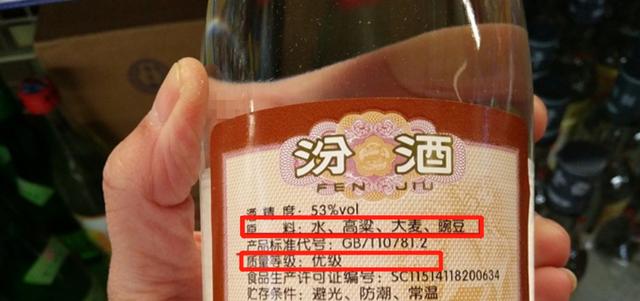 汾酒
FEN JIU
酒精度：53%vol
原料：水、高粱、大麦、豌豆
产品标准代号：GB/T10781.2
质量等级：优级
食品生产许可证编号：SC11514118200634
贮存条件：避光、防潮、常温